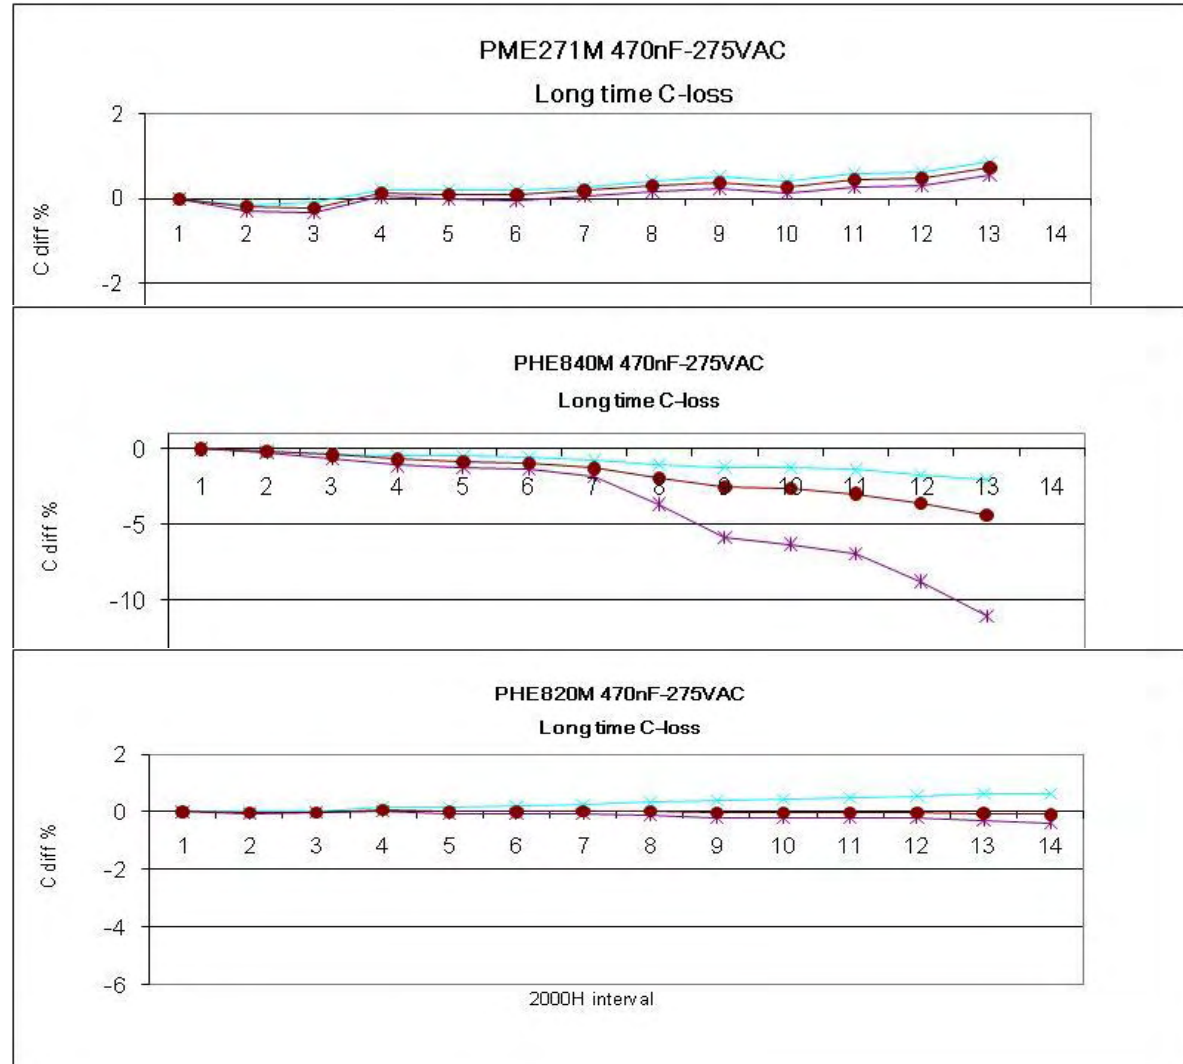 PME271M 470nF-275VAC
Long time C-loss
2
0
-2
C diff %
1 2 3 4 5 6 7 8 9 10 11 12 13 14
PHE840M 470nF-275VAC
Long time C-loss
0
-5
-10
C diff %
1 2 3 4 5 6 7 8 9 10 11 12 13 14
PHE820M 470nF-275VAC
Long time C-loss
2
0
-2
-4
-6
C diff %
1 2 3 4 5 6 7 8 9 10 11 12 13 14
2000H interval